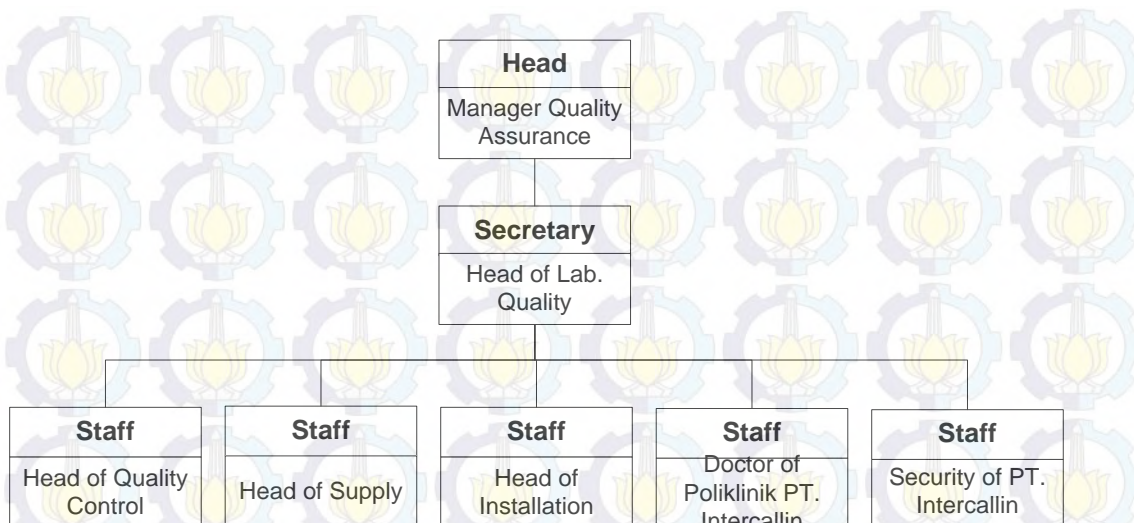 Head
Manager Quality
Assurance
Secretary
Head of Lab.
Quality
Staff
Head of Quality
Control
Staff
Head of Supply
Staff
Head of
Installation
Staff
Doctor of
Poliklinik PT.
Intercallin
Staff
Security of PT.
Intercallin